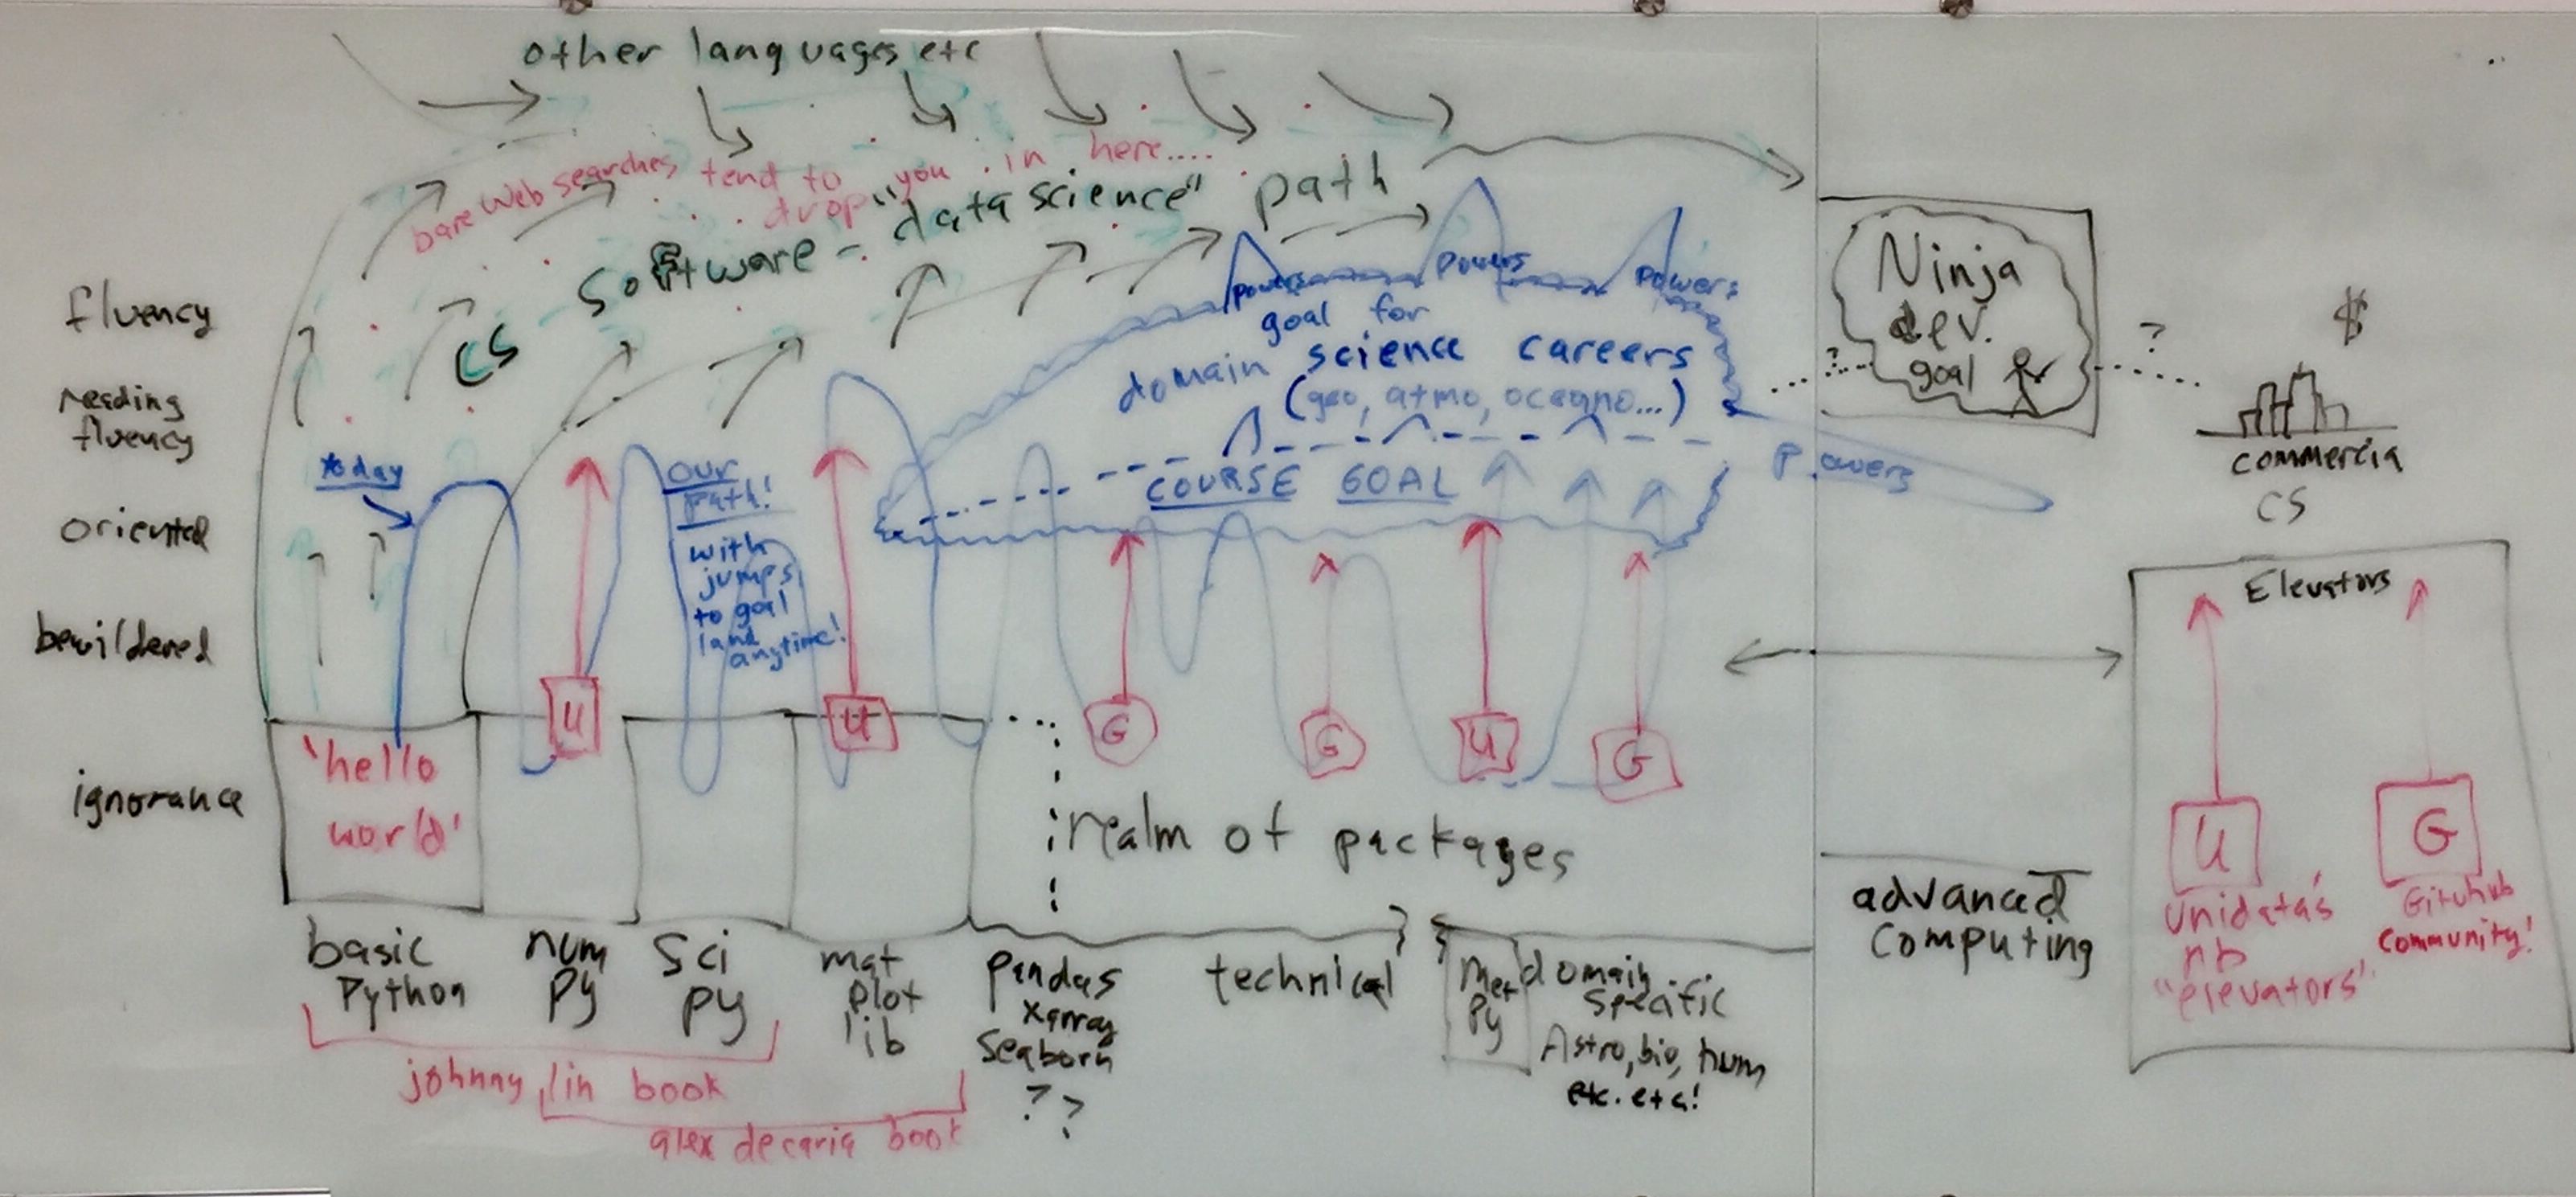 other languages etc
bare web searches tend to you in here....
drop
CS software - "data science" path
fluency
reading
fluency
oriented
bewildered
ignorance
today
our
path!
with
jumps
to goal
land
anytime!
powers
powers
powers
goal for
domain science careers
(geo, atmo, oceano...)
COURSE GOAL
powers
Ninja
dev.
goal
?
?
$
commercia
CS
'hello
world'
U
U
G
G
U
G
realm of packages
basic
Python
num
py
sci
py
mat
plot
lib
pandas
xarray
seaborn
? ?
technical
Met
Py
domain
specific
Astro, bio, hum
etc. etc!
johnny lin book
alex decaria book
advanced
computing
Elevators
U
G
Unidata's
nb
"elevators"
Gituhub
community!